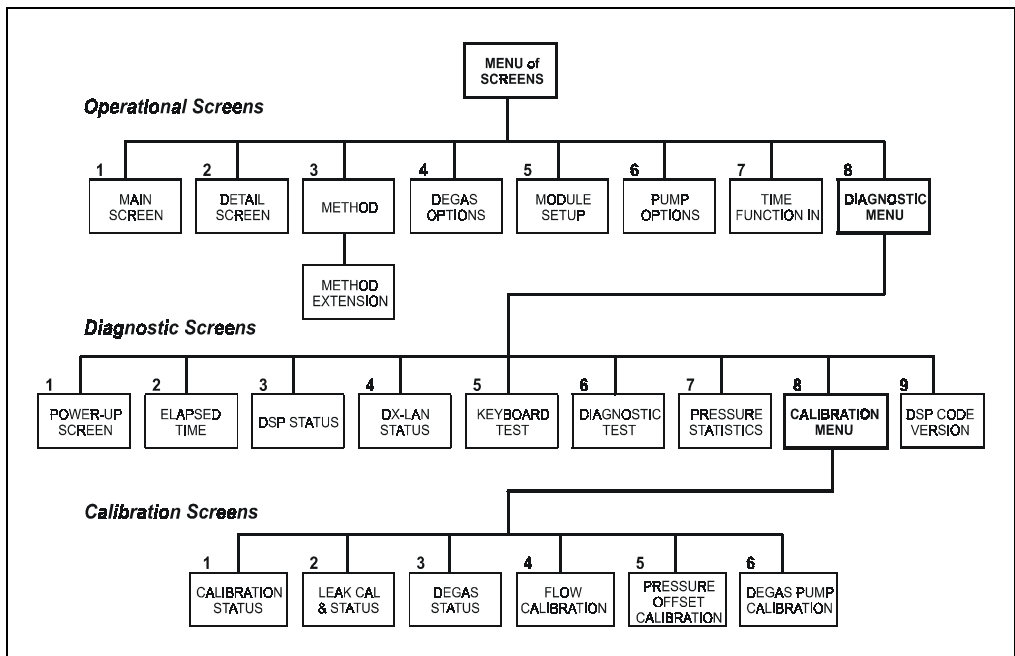 MENU of
SCREENS
Operational Screens
1
MAIN
SCREEN
2
DETAIL
SCREEN
3
METHOD
4
DEGAS
OPTIONS
5
MODULE
SETUP
6
PUMP
OPTIONS
7
TIME
FUNCTION IN
8
DIAGNOSTIC
MENU
METHOD
EXTENSION
Diagnostic Screens
1
POWER-UP
SCREEN
2
ELAPSED
TIME
3
DSP STATUS
4
DX-LAN
STATUS
5
KEYBOARD
TEST
6
DIAGNOSTIC
TEST
7
PRESSURE
STATISTICS
8
CALIBRATION
MENU
9
DSP CODE
VERSION
Calibration Screens
1
CALIBRATION
STATUS
2
LEAK CAL
& STATUS
3
DEGAS
STATUS
4
FLOW
CALIBRATION
5
PRESSURE
OFFSET
CALIBRATION
6
DEGAS PUMP
CALIBRATION